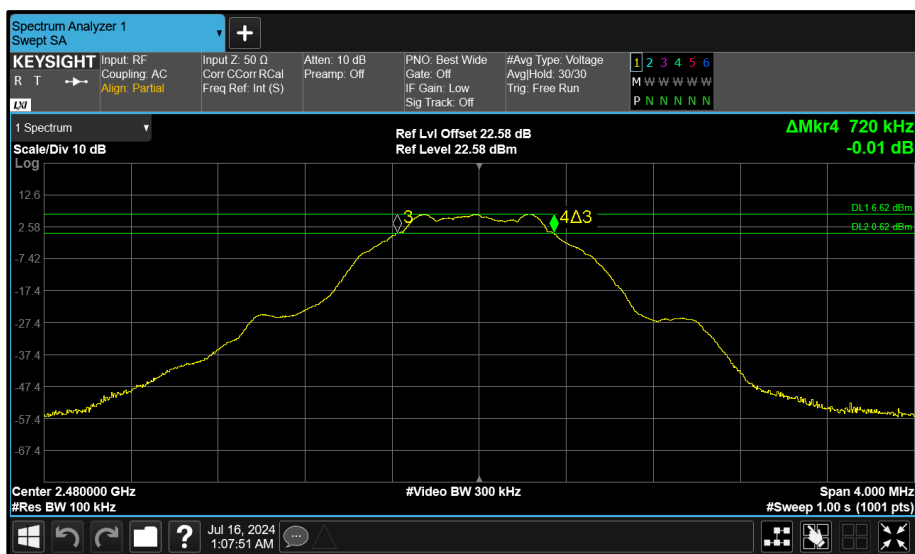 Spectrum Analyzer 1
Swept SA
+
KEYSIGHT
R T
LXI
Input: RF
Coupling: AC
Align: Partial
Input Z: 50 Ω
Corr CCorr RCal
Freq Ref: Int (S)
Atten: 10 dB
Preamp: Off
PNO: Best Wide
Gate: Off
IF Gain: Low
Sig Track: Off
#Avg Type: Voltage
Avg|Hold: 30/30
Trig: Free Run
1 2 3 4 5 6
M W W W W W
P N N N N N
1 Spectrum
Scale/Div 10 dB
Ref Lvl Offset 22.58 dB
Ref Level 22.58 dBm
ΔMkr4 720 kHz
-0.01 dB
Log
12.6
2.58
-7.42
-17.4
-27.4
-37.4
-47.4
-57.4
-67.4
3
4Δ3
DL1 6.62 dBm
DL2 0.62 dBm
Center 2.480000 GHz
#Res BW 100 kHz
#Video BW 300 kHz
Span 4.000 MHz
#Sweep 1.00 s (1001 pts)
?
Jul 16, 2024
1:07:51 AM